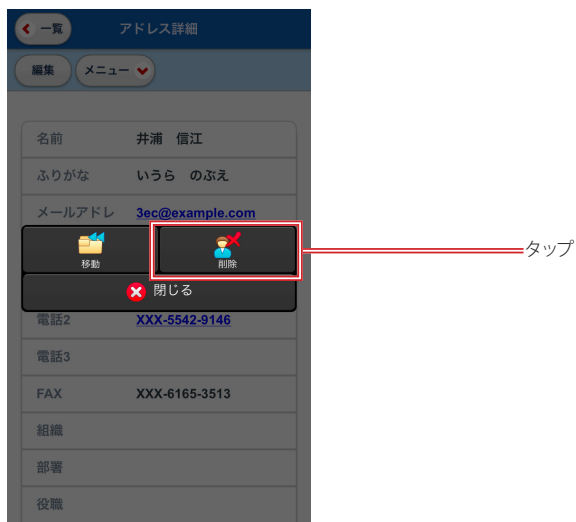 一覧 アドレス詳細
編集 メニュー
名前 井浦 信江
ふりがな いうら のぶえ
メールアドレ 3ec@example.com
移動 削除
タップ
閉じる
電話2 XXX-5542-9146
電話3
FAX XXX-6165-3513
組織
部署
役職